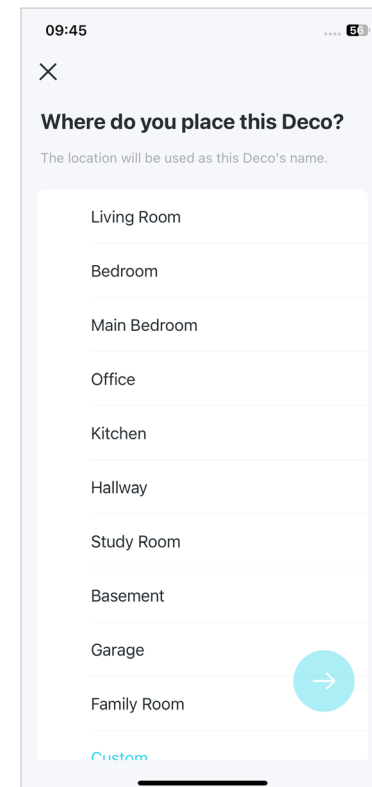 09:45
56
Where do you place this Deco?
The location will be used as this Deco's name.
Living Room
Bedroom
Main Bedroom
Office
Kitchen
Hallway
Study Room
Basement
Garage
Family Room
Custom